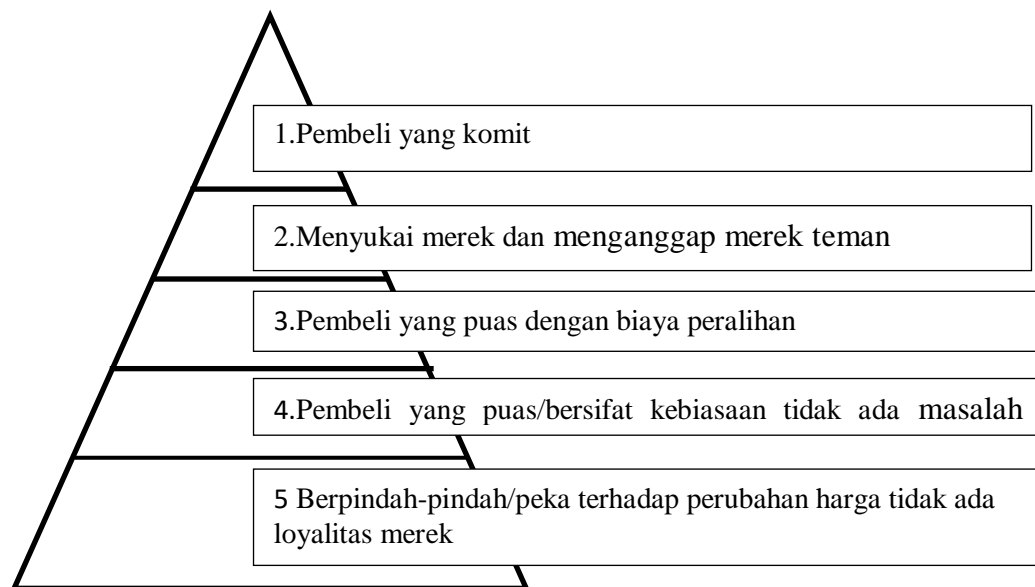 1.Pembeli yang komit
2.Menyukai merek dan menganggap merek teman
3.Pembeli yang puas dengan biaya peralihan
4.Pembeli yang puas/bersifat kebiasaan tidak ada masalah
5 Berpindah-pindah/peka terhadap perubahan harga tidak ada
loyalitas merek